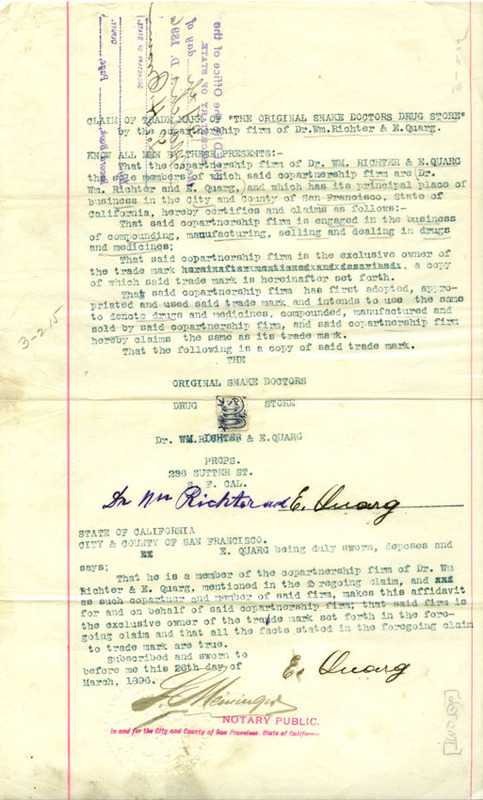 FILED in the Office of the
SECRETARY OF STATE.
day of
A. D. 189
CLAIM OF TRADE MARK OF "THE ORIGINAL SNAKE DOCTORS DRUG STORE"
by the copartnership firm of Dr.Wm.Richter & E.Quarg.
KNOW ALL MEN BY THESE PRESENTS:-
That the copartnership firm of Dr. WM. RICHTER & E.QUARG
the sole members of which said copartnership firm are Dr.
Wm. Richter and E. Quarg, and which has its principal place of
business in the City and County of San Francisco, State of
California, hereby certifies and claims as follows:-
That said copartnership firm is engaged in the business
of compounding, manufacturing, selling and dealing in drugs
and medicines;
That said copartnership firm is the exclusive owner of
the trade mark hereinafter mentioned and described, a copy
of which said trade mark is hereinafter set forth.
That said copartnership firm has first adopted, appro-
priated and used said trade mark and intends to use the same
to denote drugs and medicines, compounded, manufactured and
sold by said copartnership firm, and said copartnership firm
hereby claims the same as its trade mark.
That the following is a copy of said trade mark.
3-215
THE
ORIGINAL SNAKE DOCTORS
DRUG STORE
Dr. WM.RICHTER & E.QUARG
PROPS.
236 SUTTER ST.
S. F. CAL.
Dr Wm Richter and E. Quarg
STATE OF CALIFORNIA
CITY & COUNTY OF SAN FRANCISCO.
E. QUARG being duly sworn, deposes and
says;
That he is a member of the copartnership firm of Dr. Wm
Richter & E. Quarg, mentioned in the foregoing claim, and
as such copartner and member of said firm, makes this affidavit
for and on behalf of said copartnership firm; that said firm is
the exclusive owner of the trade mark set forth in the fore-
going claim and that all the facts stated in the foregoing claim
to trade mark are true.
Subscribed and sworn to
before me this 26th day of
March, 1896.
E. Quarg
NOTARY PUBLIC.
In and for the City and County of San Francisco, State of California